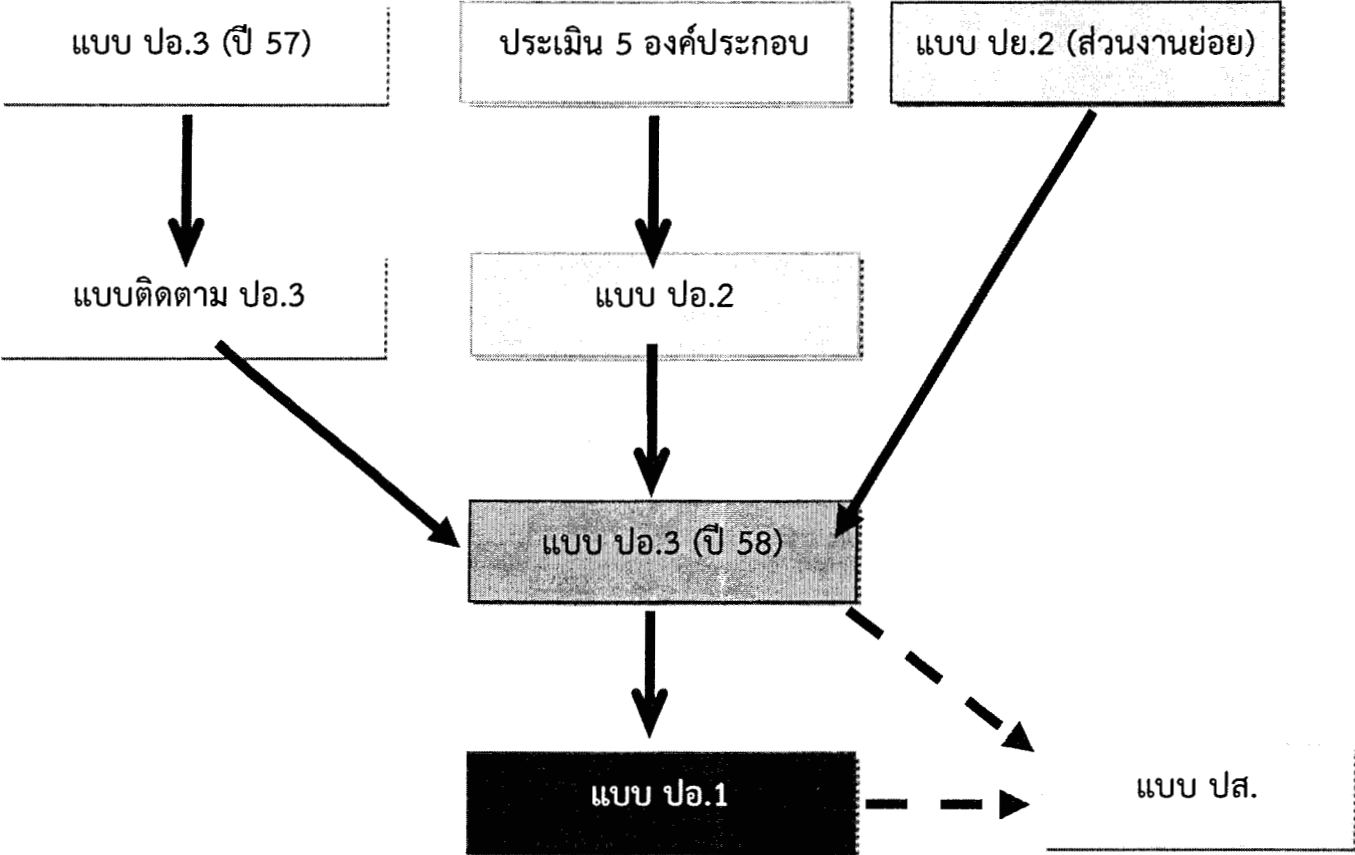 แบบ ปอ.3 (ปี 57)
ประเมิน 5 องค์ประกอบ
แบบ ปย.2 (ส่วนงานย่อย)
แบบติดตาม ปอ.3
แบบ ปอ.2
แบบ ปอ.3 (ปี 58)
แบบ ปอ.1
แบบ ปส.